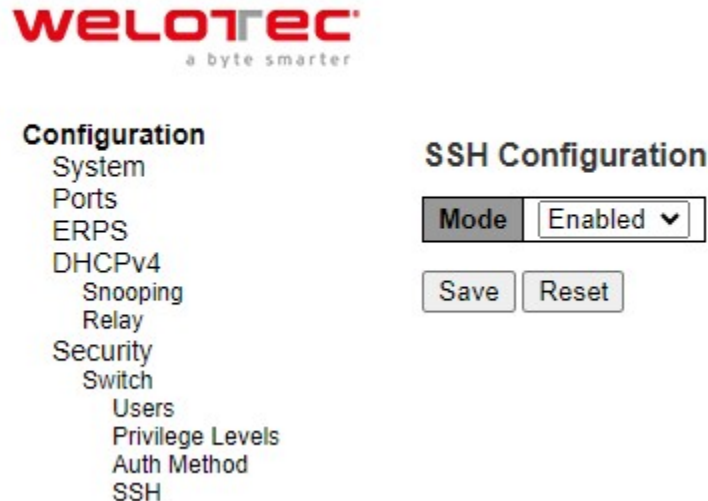 welotec
a byte smarter
Configuration
System
Ports
ERPS
DHCPv4
Snooping
Relay
Security
Switch
Users
Privilege Levels
Auth Method
SSH
SSH Configuration
Mode Enabled
Save Reset